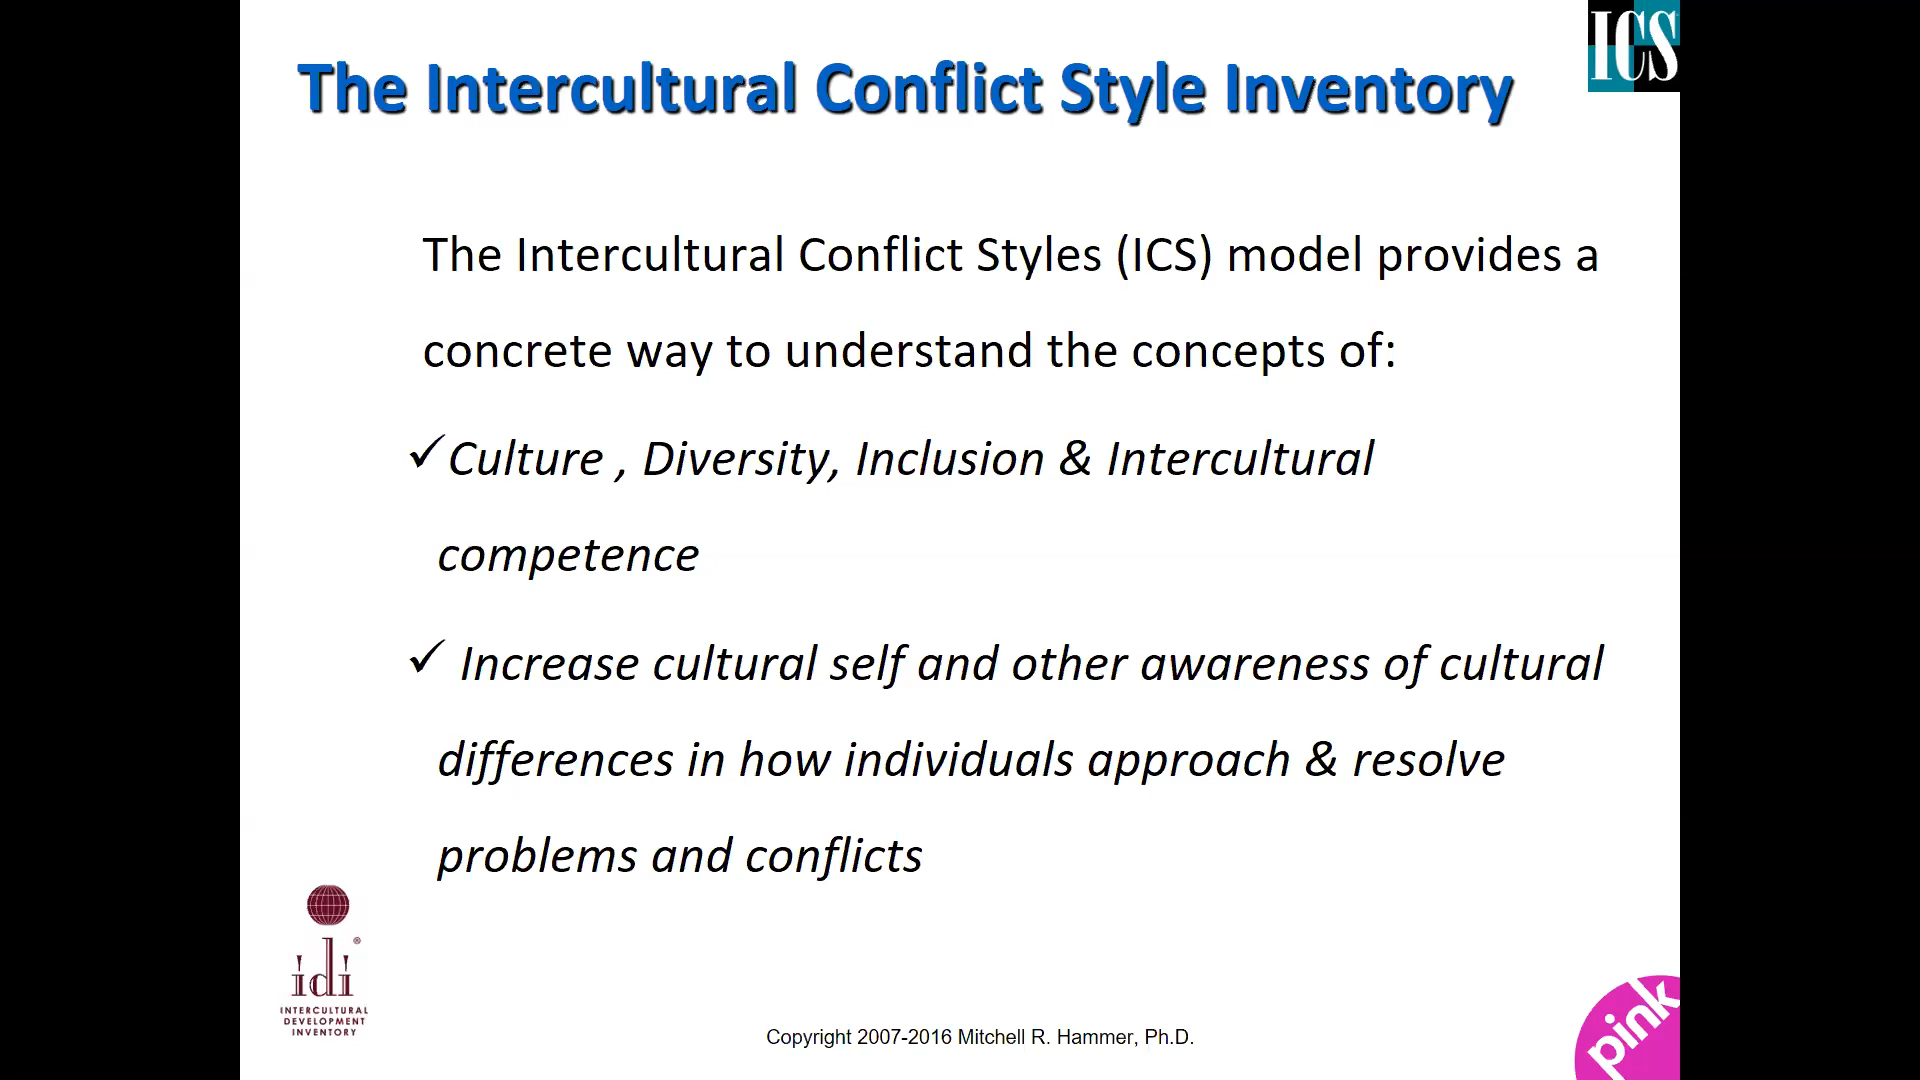 ICS
The Intercultural Conflict Style Inventory
The Intercultural Conflict Styles (ICS) model provides a
concrete way to understand the concepts of:
✓Culture , Diversity, Inclusion & Intercultural
competence
✓ Increase cultural self and other awareness of cultural
differences in how individuals approach & resolve
problems and conflicts
idi®
INTERCULTURAL
DEVELOPMENT
INVENTORY
Copyright 2007-2016 Mitchell R. Hammer, Ph.D.
pink